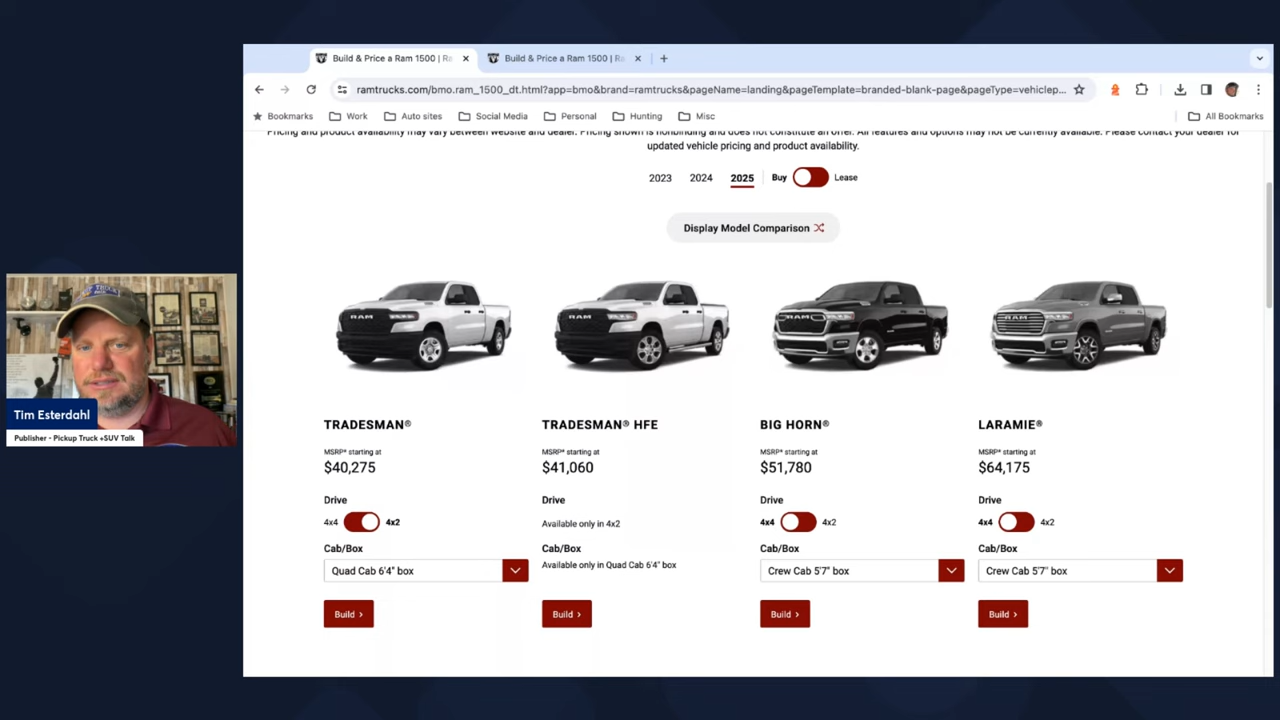 Build & Price a Ram 1500 | Ra
Build & Price a Ram 1500 | Ra
ramtrucks.com/bmo.ram_1500_dt.html?app=bmo&brand=ramtrucks&pageName=landing&pageTemplate=branded-blank-page&pageType=vehiclep...
Bookmarks Work Auto sites Social Media Personal Hunting Misc All Bookmarks
Pricing and product availability may vary between website and dealer. Pricing shown is nonbinding and does not constitute an offer. All features and options may not be currently available. Please contact your dealer for
updated vehicle pricing and product availability.
2023 2024 2025 Buy Lease
Display Model Comparison
RAM RAM RAM RAM
TRADESMAN® TRADESMAN® HFE BIG HORN® LARAMIE®
MSRP* starting at MSRP* starting at MSRP* starting at MSRP* starting at
$40,275 $41,060 $51,780 $64,175
Drive Drive Drive Drive
4x4 4x2 Available only in 4x2 4x4 4x2 4x4 4x2
Cab/Box Cab/Box Cab/Box Cab/Box
Quad Cab 6'4" box Available only in Quad Cab 6'4" box Crew Cab 5'7" box Crew Cab 5'7" box
Build › Build › Build › Build ›
Tim Esterdahl
Publisher - Pickup Truck +SUV Talk